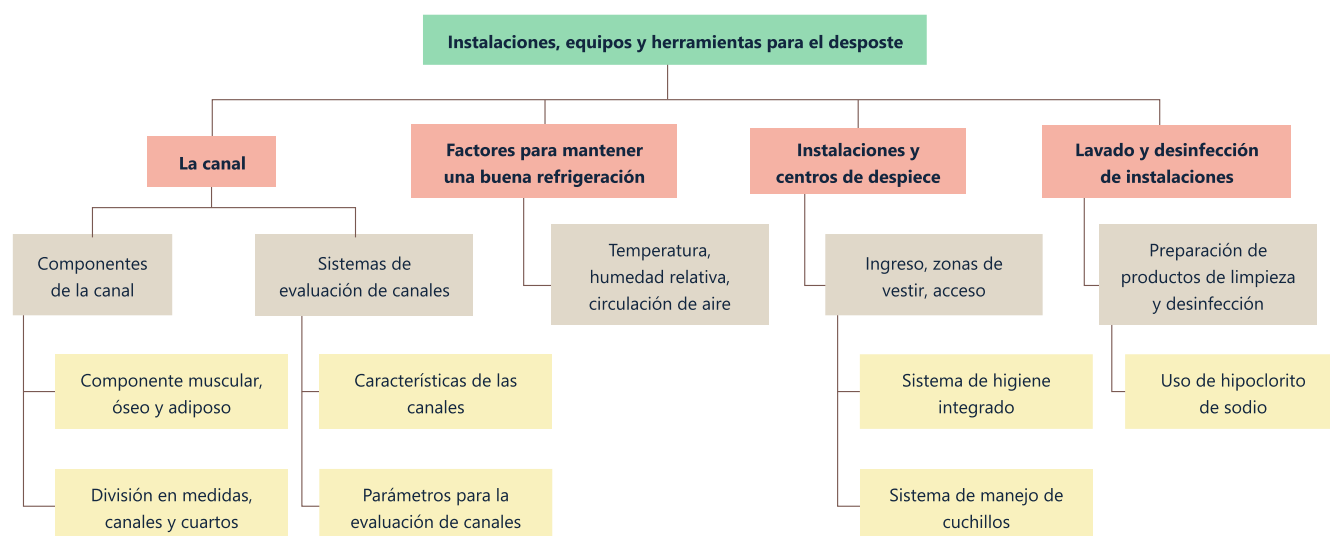 Instalaciones, equipos y herramientas para el desposte
La canal
Factores para mantener
una buena refrigeración
Instalaciones y
centros de despiece
Lavado y desinfección
de instalaciones
Componentes
de la canal
Sistemas de
evaluación de canales
Temperatura,
humedad relativa,
circulación de aire
Ingreso, zonas de
vestir, acceso
Preparación de
productos de limpieza
y desinfección
Componente muscular,
óseo y adiposo
Características de las
canales
Sistema de higiene
integrado
Uso de hipoclorito
de sodio
División en medidas,
canales y cuartos
Parámetros para la
evaluación de canales
Sistema de manejo de
cuchillos